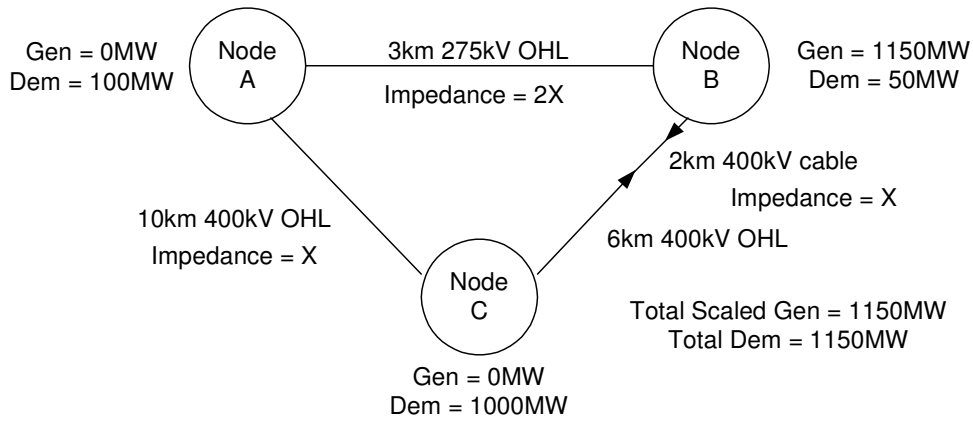 Gen = 0MW
Dem = 100MW
Node
A
3km 275kV OHL
Impedance = 2X
Node
B
Gen = 1150MW
Dem = 50MW
2km 400kV cable
Impedance = X
6km 400kV OHL
10km 400kV OHL
Impedance = X
Node
C
Gen = 0MW
Dem = 1000MW
Total Scaled Gen = 1150MW
Total Dem = 1150MW